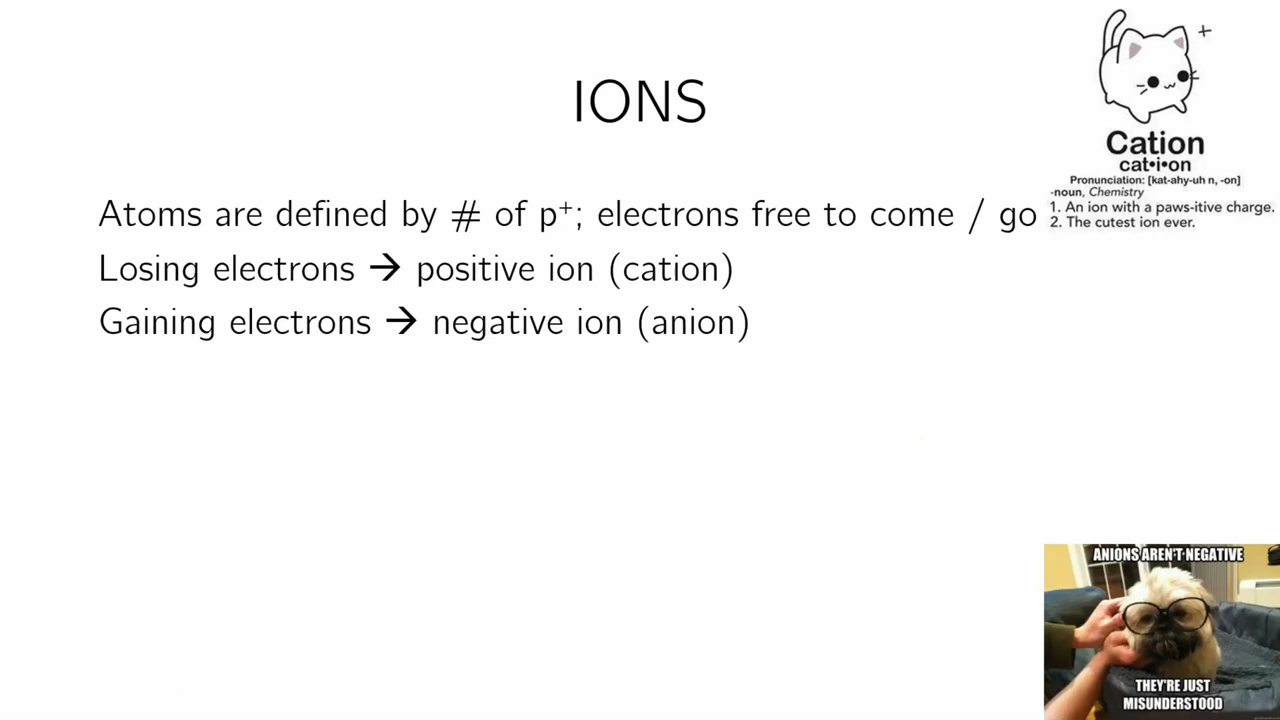 IONS
Atoms are defined by # of p⁺; electrons free to come / go
Losing electrons → positive ion (cation)
Gaining electrons → negative ion (anion)
+
Cation
cat•i•on
Pronunciation: [kat-ahy-uh n, -on]
-noun, Chemistry
1. An ion with a paws-itive charge.
2. The cutest ion ever.
ANIONS AREN'T NEGATIVE
THEY'RE JUST
MISUNDERSTOOD